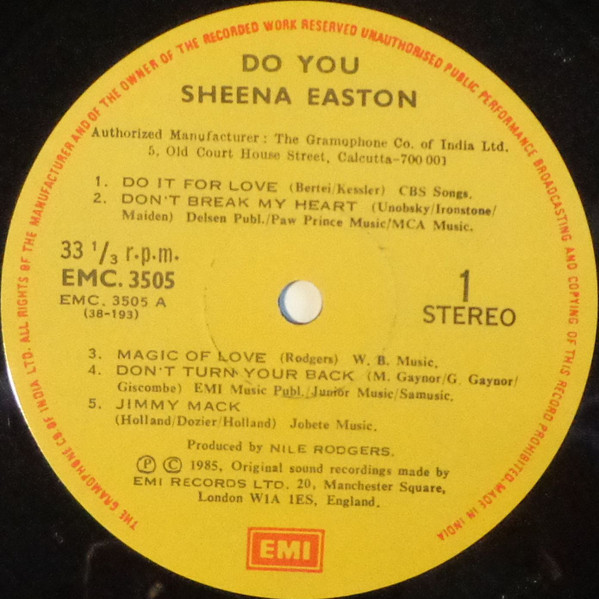 DO YOU
SHEENA EASTON
Authorized Manufacturer : The Gramophone Co. of India Ltd.
5, Old Court House Street, Calcutta-700 001
1. DO IT FOR LOVE (Bertei/Kessler) CBS Songs.
2. DON'T BREAK MY HEART (Unobsky/Ironstone/
Maiden) Delsen Publ./Paw Prince Music/MCA Music.
33 1/3 r.p.m.
EMC. 3505
EMC. 3505 A
(38-193)
1
STEREO
3. MAGIC OF LOVE (Rodgers) W. B. Music.
4. DON'T TURN YOUR BACK (M. Gaynor/G. Gaynor/
Giscombe) EMI Music Publ./Junior Music/Samusic.
5. JIMMY MACK
(Holland/Dozier/Holland) Jobete Music.
Produced by NILE RODGERS.
Ⓟ © 1985, Original sound recordings made by
EMI RECORDS LTD. 20, Manchester Square,
London W1A 1ES, England.
EMI
THE GRAMOPHONE CO OF INDIA LTD. ALL RIGHTS OF THE MANUFACTURER AND OF THE OWNER OF THE RECORDED WORK RESERVED UNAUTHORISED PUBLIC PERFORMANCE BROADCASTING AND COPYING OF THIS RECORD PROHIBITED. MADE IN INDIA